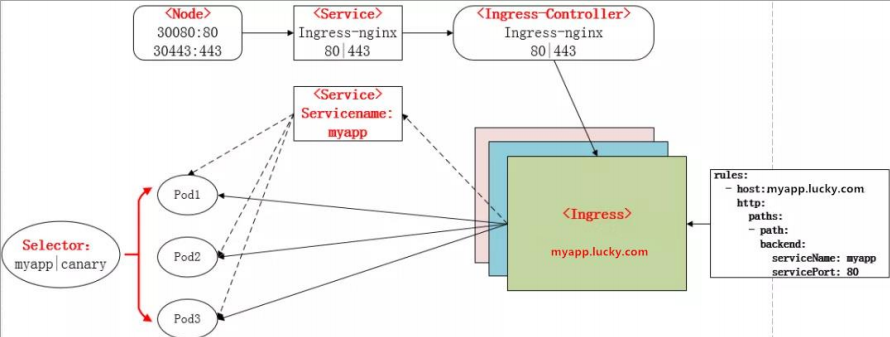 <Node>
30080:80
30443:443
<Service>
Ingress-nginx
80|443
<Ingress-Controller>
Ingress-nginx
80|443
<Service>
Servicename:
myapp
Pod1
Pod2
Pod3
Selector:
myapp|canary
<Ingress>
myapp.lucky.com
rules:
- host:myapp.lucky.com
http:
paths:
- path:
backend:
serviceName: myapp
servicePort: 80